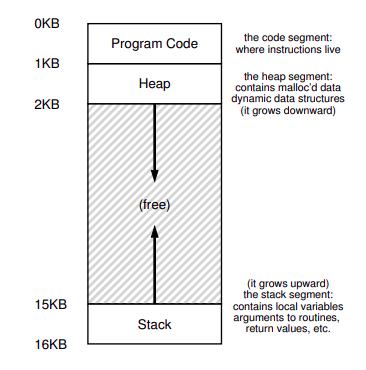 0KB
Program Code
the code segment:
where instructions live
1KB
Heap
the heap segment:
contains malloc'd data
dynamic data structures
(it grows downward)
2KB
(free)
(it grows upward)
the stack segment:
contains local variables
arguments to routines,
return values, etc.
15KB
Stack
16KB